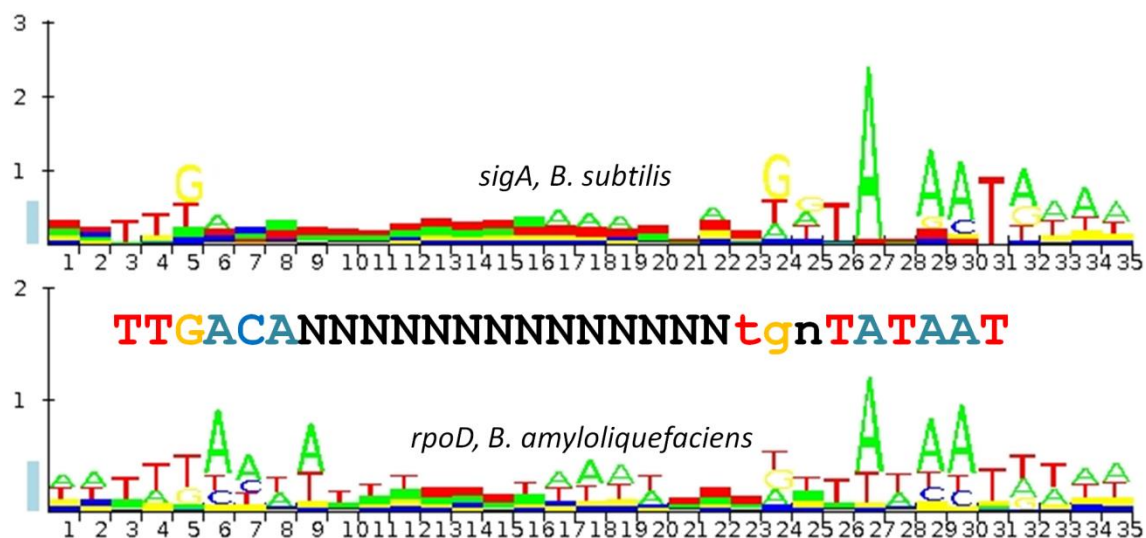 3
2
1
sigA, B. subtilis
1 2 3 4 5 6 7 8 9 10 11 12 13 14 15 16 17 18 19 20 21 22 23 24 25 26 27 28 29 30 31 32 33 34 35
2
TTGACANNNNNNNNNNNNNNtgnTATAAT
1
rpoD, B. amyloliquefaciens
1 2 3 4 5 6 7 8 9 10 11 12 13 14 15 16 17 18 19 20 21 22 23 24 25 26 27 28 29 30 31 32 33 34 35